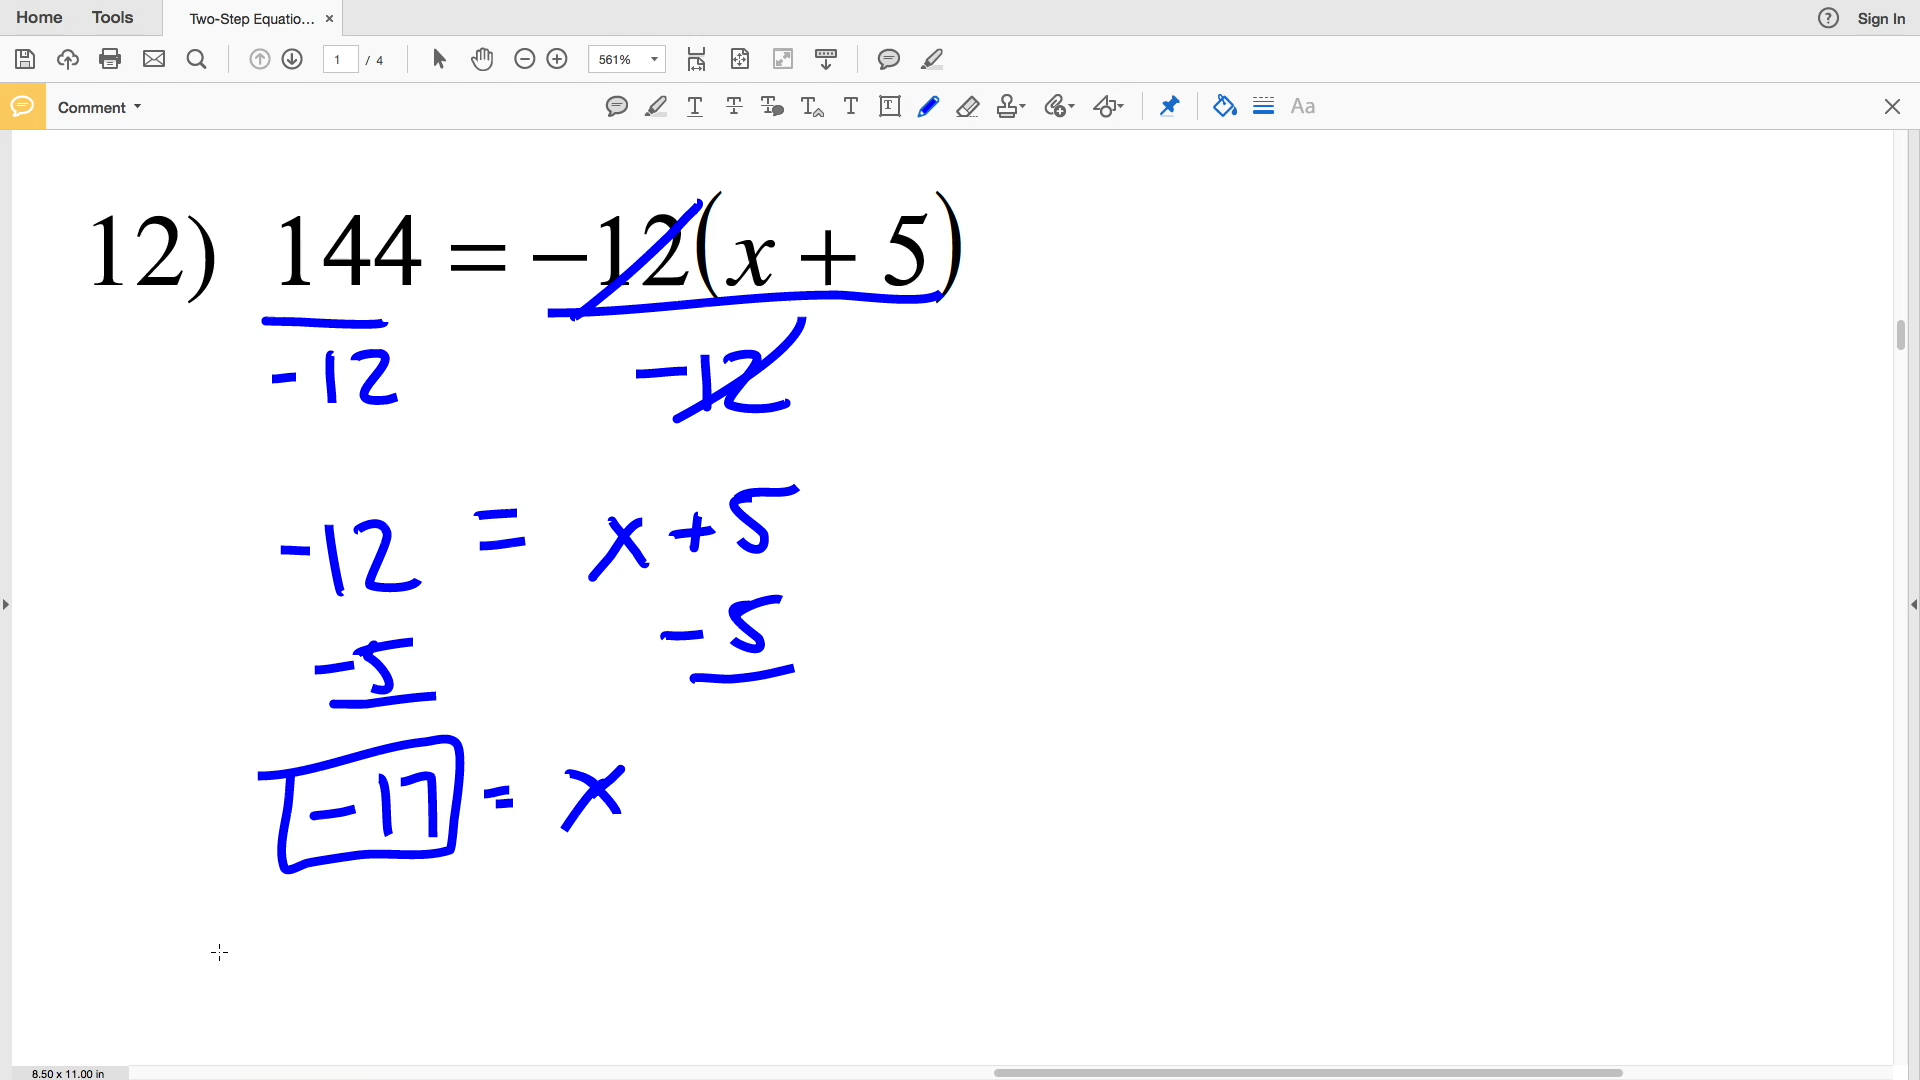 Home Tools Two-Step Equatio... × ? Sign In
1 / 4 561%
Comment T T T T T T Aa
12) 144 = −12(x + 5)
-12 -12
-12 = x+5
-5 -5
-17 = x
8.50 x 11.00 in